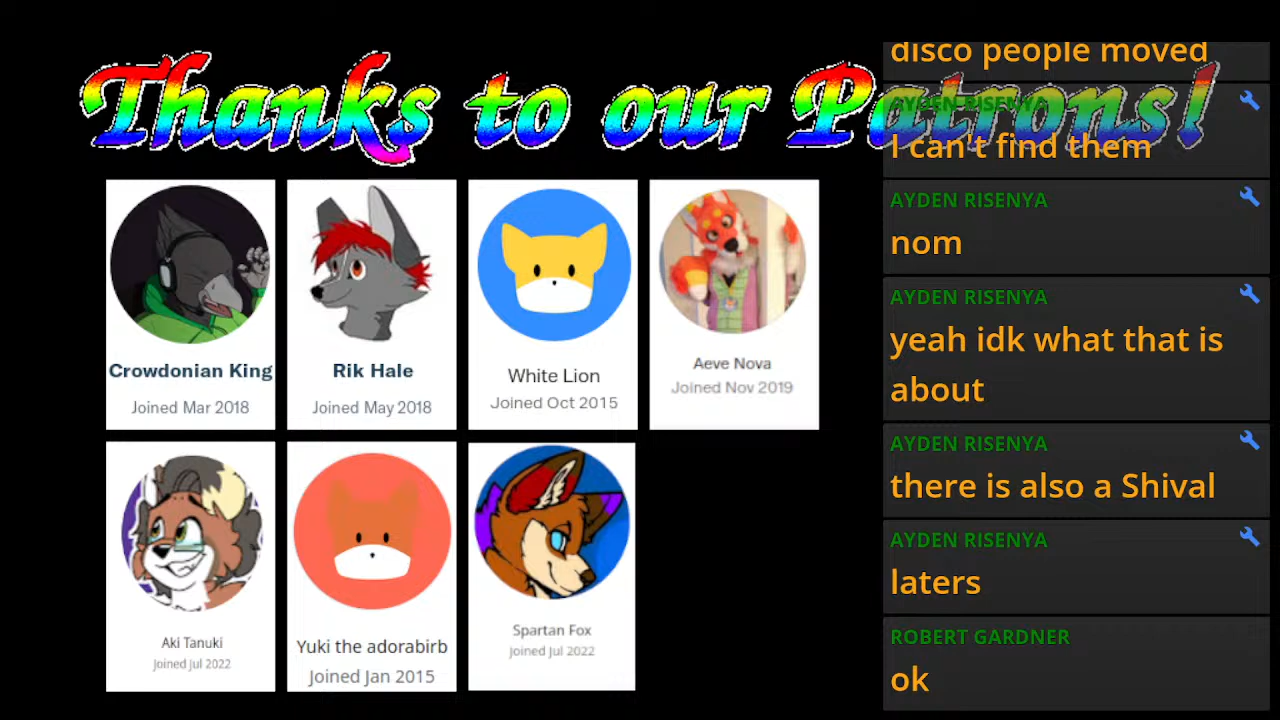 Thanks to our Patrons!
Crowdonian King
Joined Mar 2018
Rik Hale
Joined May 2018
White Lion
Joined Oct 2015
Aeve Nova
Joined Nov 2019
Aki Tanuki
Joined Jul 2022
Yuki the adorabirb
Joined Jan 2015
Spartan Fox
Joined Jul 2022
disco people moved
AYDEN RISENYA
I can't find them
AYDEN RISENYA
nom
AYDEN RISENYA
yeah idk what that is
about
AYDEN RISENYA
there is also a Shival
AYDEN RISENYA
laters
ROBERT GARDNER
ok